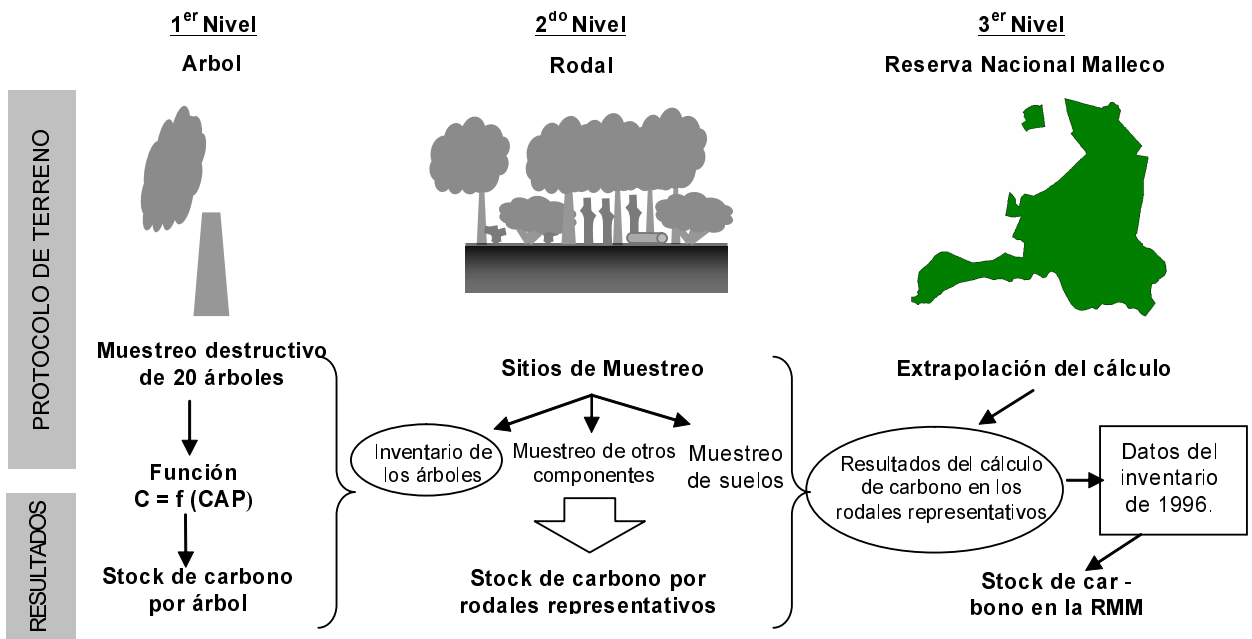 1er Nivel
Arbol
2do Nivel
Rodal
3er Nivel
Reserva Nacional Malleco
PROTOCOLO DE TERRENO
RESULTADOS
Muestreo destructivo
de 20 árboles
Función
C = f (CAP)
Stock de carbono
por árbol
Sitios de Muestreo
Inventario de
los árboles
Muestreo de otros
componentes
Muestreo
de suelos
Stock de carbono por
rodales representativos
Extrapolación del cálculo
Resultados del cálculo
de carbono en los
rodales representativos
Datos del
inventario
de 1996.
Stock de car -
bono en la RMM